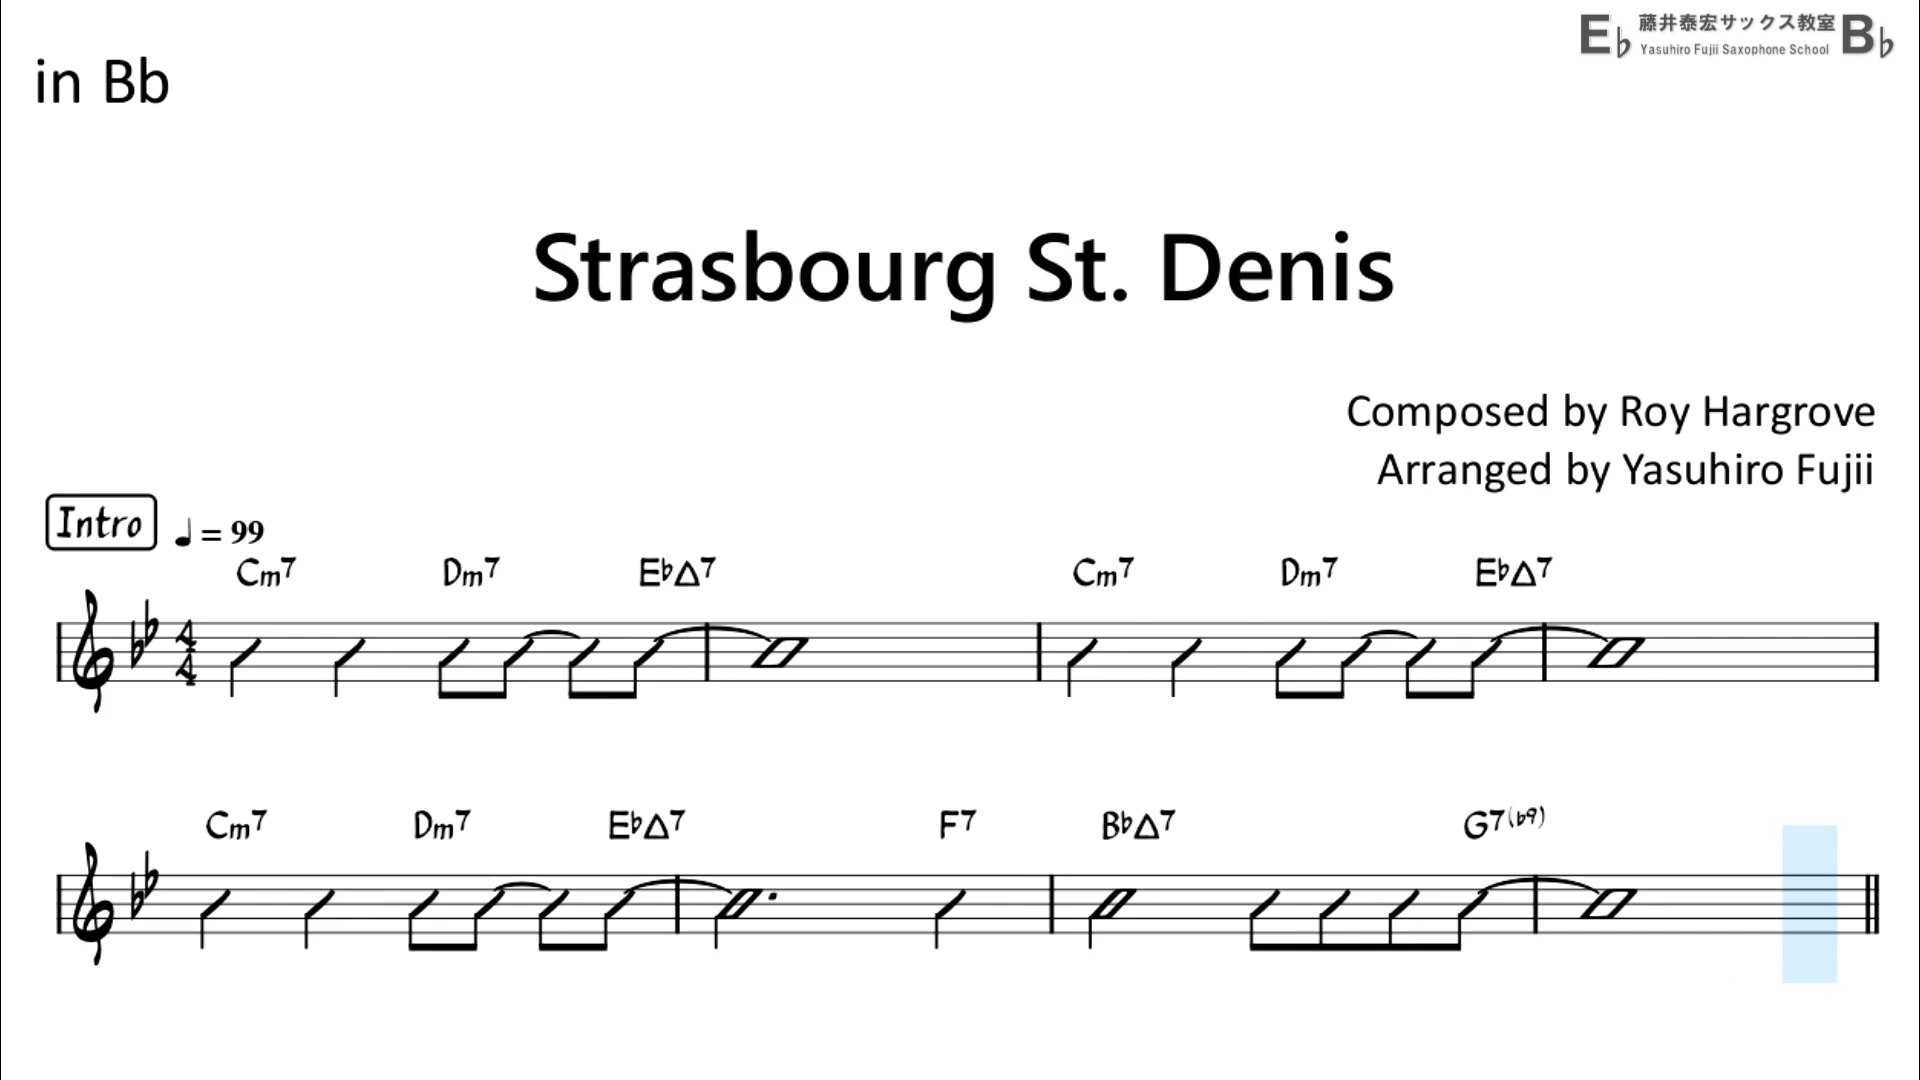 E♭ 藤井泰宏サックス教室 B♭
Yasuhiro Fujii Saxophone School
in Bb
Strasbourg St. Denis
Composed by Roy Hargrove
Arranged by Yasuhiro Fujii
Intro ♩ = 99
Cm7 Dm7 E♭△7 Cm7 Dm7 E♭△7
4
4
Cm7 Dm7 E♭△7 F7 B♭△7 G7(♭9)